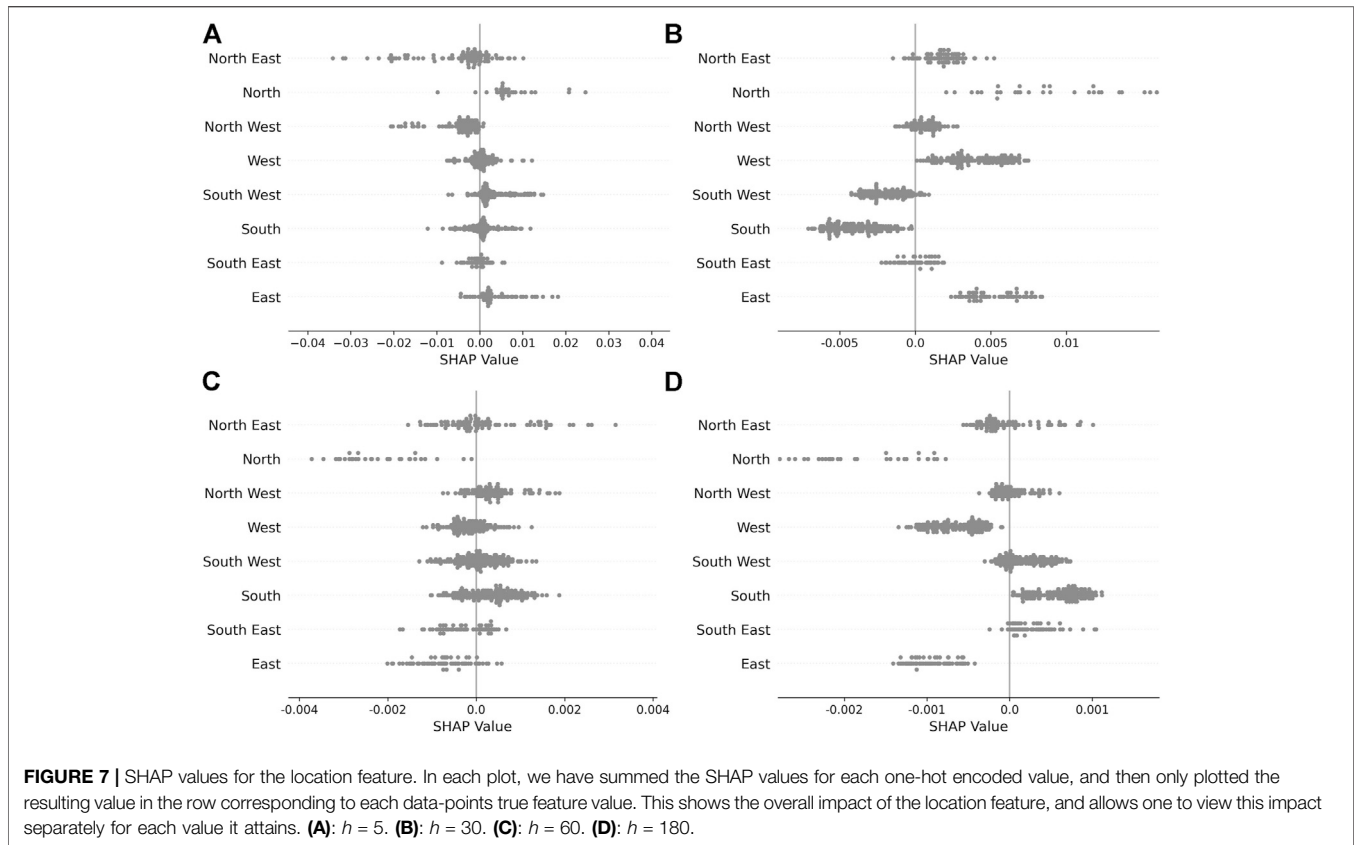 A
North East
North
North West
West
South West
South
South East
East
−0.04 −0.03 −0.02 −0.01 0.00 0.01 0.02 0.03 0.04
SHAP Value
B
North East
North
North West
West
South West
South
South East
East
-0.005 0.0 0.005 0.01
SHAP Value
C
North East
North
North West
West
South West
South
South East
East
-0.004 -0.002 0.0 0.002 0.004
SHAP Value
D
North East
North
North West
West
South West
South
South East
East
-0.002 -0.001 0.0 0.001
SHAP Value
FIGURE 7 | SHAP values for the location feature. In each plot, we have summed the SHAP values for each one-hot encoded value, and then only plotted the
resulting value in the row corresponding to each data-points true feature value. This shows the overall impact of the location feature, and allows one to view this impact
separately for each value it attains. (A): h = 5. (B): h = 30. (C): h = 60. (D): h = 180.